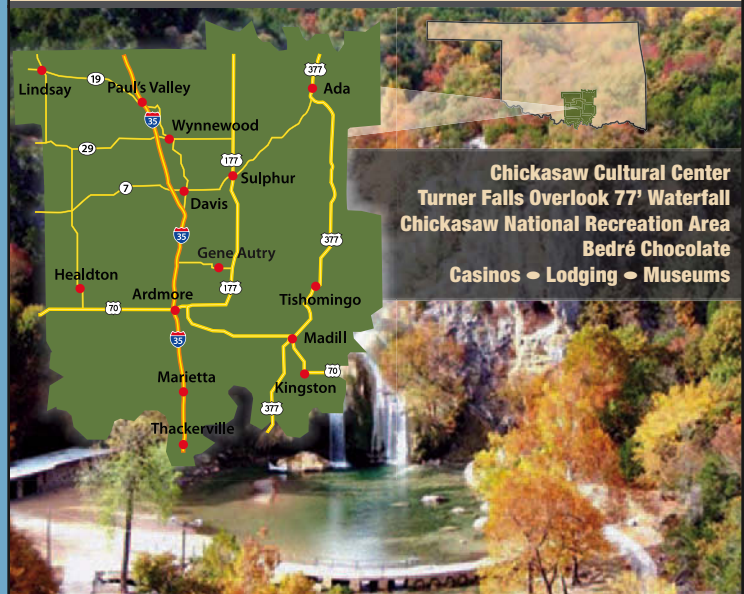 377
19
Lindsay
Paul's Valley
Ada
35
Wynnewood
29
177
7
Sulphur
Davis
35
377
Gene Autry
Healdton
177
Ardmore
Tishomingo
70
35
Madill
70
Marietta
Kingston
377
Thackerville
Chickasaw Cultural Center
Turner Falls Overlook 77' Waterfall
Chickasaw National Recreation Area
Bedré Chocolate
Casinos • Lodging • Museums